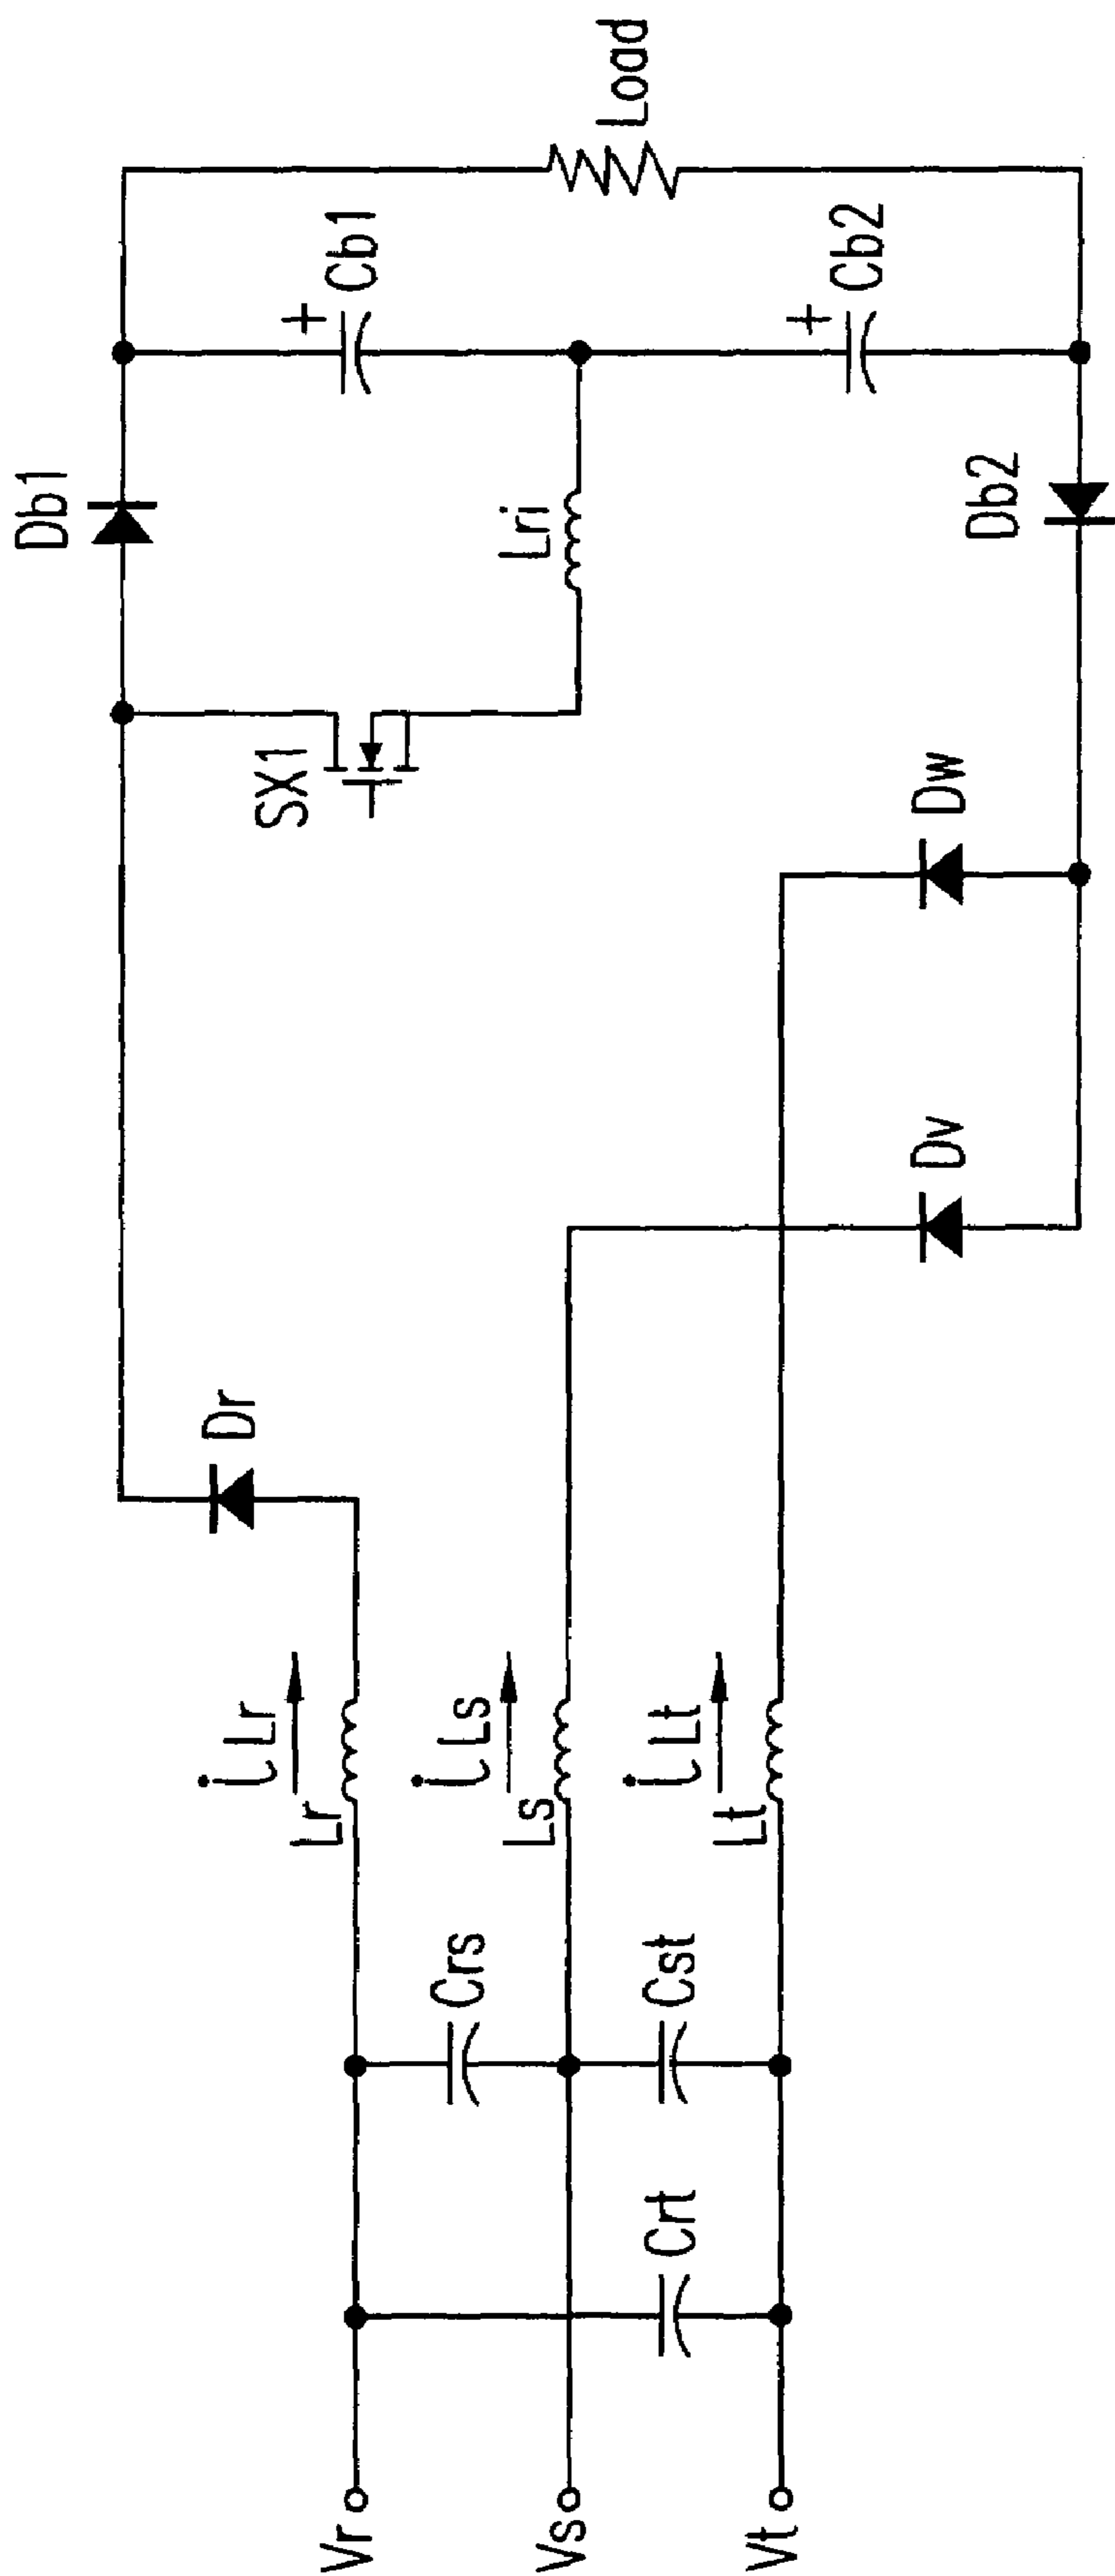 Vr
Vs
Vt
Crt
Crs
Cst
iLr
Lr
iLs
Ls
iLt
Lt
Dr
Dv
Dw
SX1
Lri
Db1
Db2
+
Cb1
+
Cb2
Load